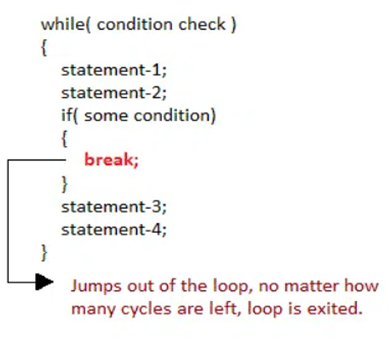 while( condition check )
{
statement-1;
statement-2;
if( some condition)
{
break;
}
statement-3;
statement-4;
}
Jumps out of the loop, no matter how
many cycles are left, loop is exited.